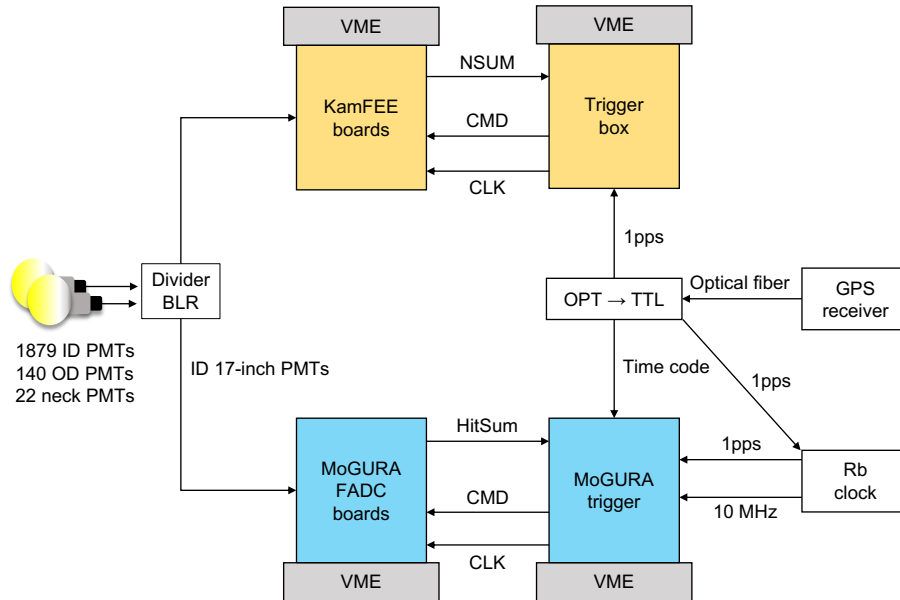 VME
VME
KamFEE
boards
NSUM
CMD
CLK
Trigger
box
1pps
Divider
BLR
OPT → TTL
Optical fiber
GPS
receiver
1879 ID PMTs
140 OD PMTs
22 neck PMTs
ID 17-inch PMTs
Time code
1pps
MoGURA
FADC
boards
HitSum
CMD
CLK
MoGURA
trigger
1pps
10 MHz
Rb
clock
VME
VME